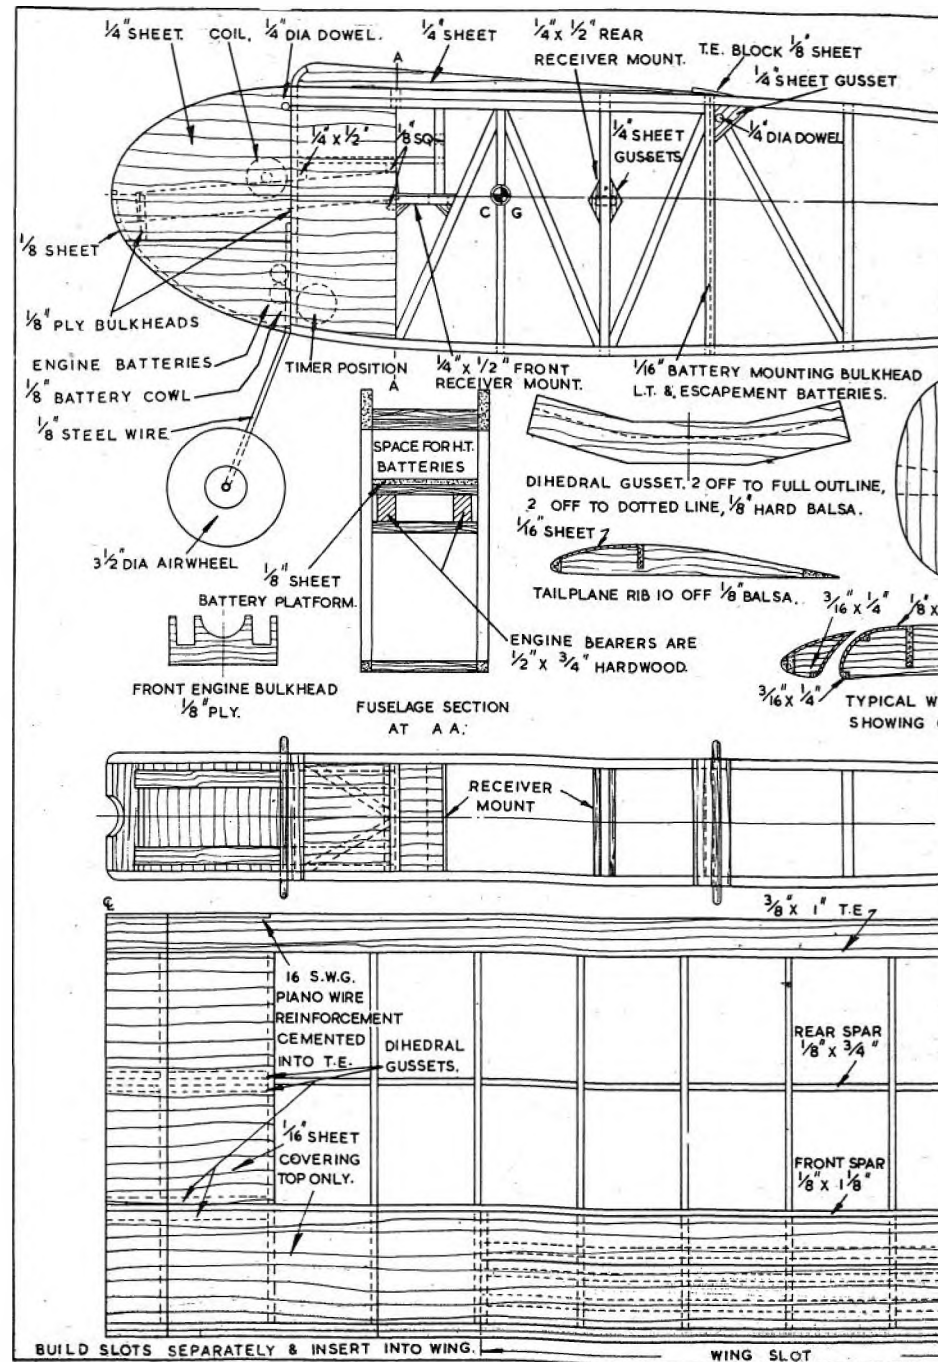 1/4" SHEET.
COIL,
1/4" DIA DOWEL.
1/4" SHEET
1/4" X 1/2" REAR
RECEIVER MOUNT.
T.E. BLOCK 1/8" SHEET
1/4" SHEET GUSSET
A
1/4" X 1/2"
1/8" SQ
1/4" SHEET
GUSSETS
1/4" DIA DOWEL
C G
1/8" SHEET
1/8" PLY BULKHEADS
ENGINE BATTERIES
1/8" BATTERY COWL
1/8" STEEL WIRE
TIMER POSITION
A
1/4" X 1/2" FRONT
RECEIVER MOUNT.
1/16" BATTERY MOUNTING BULKHEAD
L.T. & ESCAPEMENT BATTERIES.
SPACE FOR H.T.
BATTERIES
DIHEDRAL GUSSET. 2 OFF TO FULL OUTLINE,
2 OFF TO DOTTED LINE, 1/8" HARD BALSA.
1/16" SHEET
3 1/2" DIA AIRWHEEL
1/8" SHEET
BATTERY PLATFORM.
TAILPLANE RIB 10 OFF 1/8" BALSA.
3/16" X 1/4"
1/8" X
ENGINE BEARERS ARE
1/2" X 3/4" HARDWOOD.
FRONT ENGINE BULKHEAD
1/8" PLY.
3/16" X 1/4"
TYPICAL W
SHOWING
FUSELAGE SECTION
AT A A.
RECEIVER
MOUNT
3/8" X 1" T.E
16 S.W.G.
PIANO WIRE
REINFORCEMENT
CEMENTED
INTO T.E.
DIHEDRAL
GUSSETS.
REAR SPAR
1/8" X 3/4"
1/16" SHEET
COVERING
TOP ONLY.
FRONT SPAR
1/8" X 1 1/8"
BUILD SLOTS SEPARATELY & INSERT INTO WING.
WING SLOT